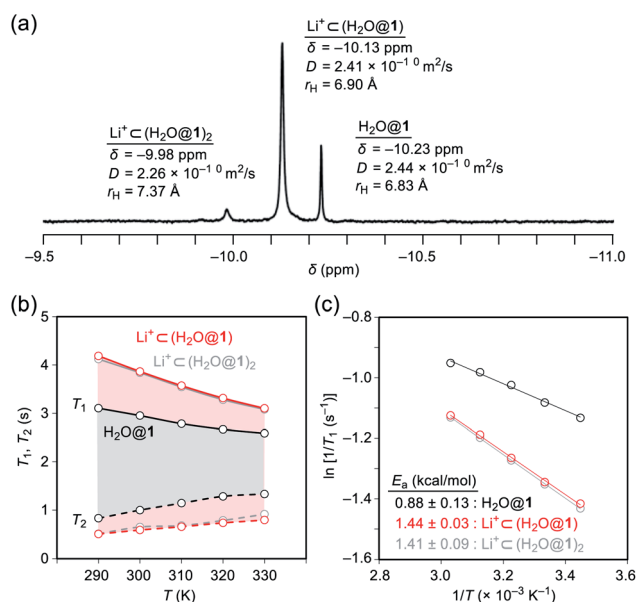 (a)
Li⁺⊂(H₂O@1)
δ = –10.13 ppm
D = 2.41 × 10⁻¹⁰ m²/s
r_H = 6.90 Å
Li⁺⊂(H₂O@1)₂
δ = –9.98 ppm
D = 2.26 × 10⁻¹⁰ m²/s
r_H = 7.37 Å
H₂O@1
δ = –10.23 ppm
D = 2.44 × 10⁻¹⁰ m²/s
r_H = 6.83 Å
–9.5 –10.0 –10.5 –11.0
δ (ppm)
(b)
T₁, T₂ (s)
5
4
3
2
1
0
Li⁺⊂(H₂O@1)
Li⁺⊂(H₂O@1)₂
T₁
H₂O@1
T₂
290 300 310 320 330
T (K)
(c)
ln [1/T₁ (s⁻¹)]
–0.8
–1.0
–1.2
–1.4
–1.6
Eₐ (kcal/mol)
0.88 ± 0.13 : H₂O@1
1.44 ± 0.03 : Li⁺⊂(H₂O@1)
1.41 ± 0.09 : Li⁺⊂(H₂O@1)₂
2.8 3.0 3.2 3.4 3.6
1/T (× 10⁻³ K⁻¹)